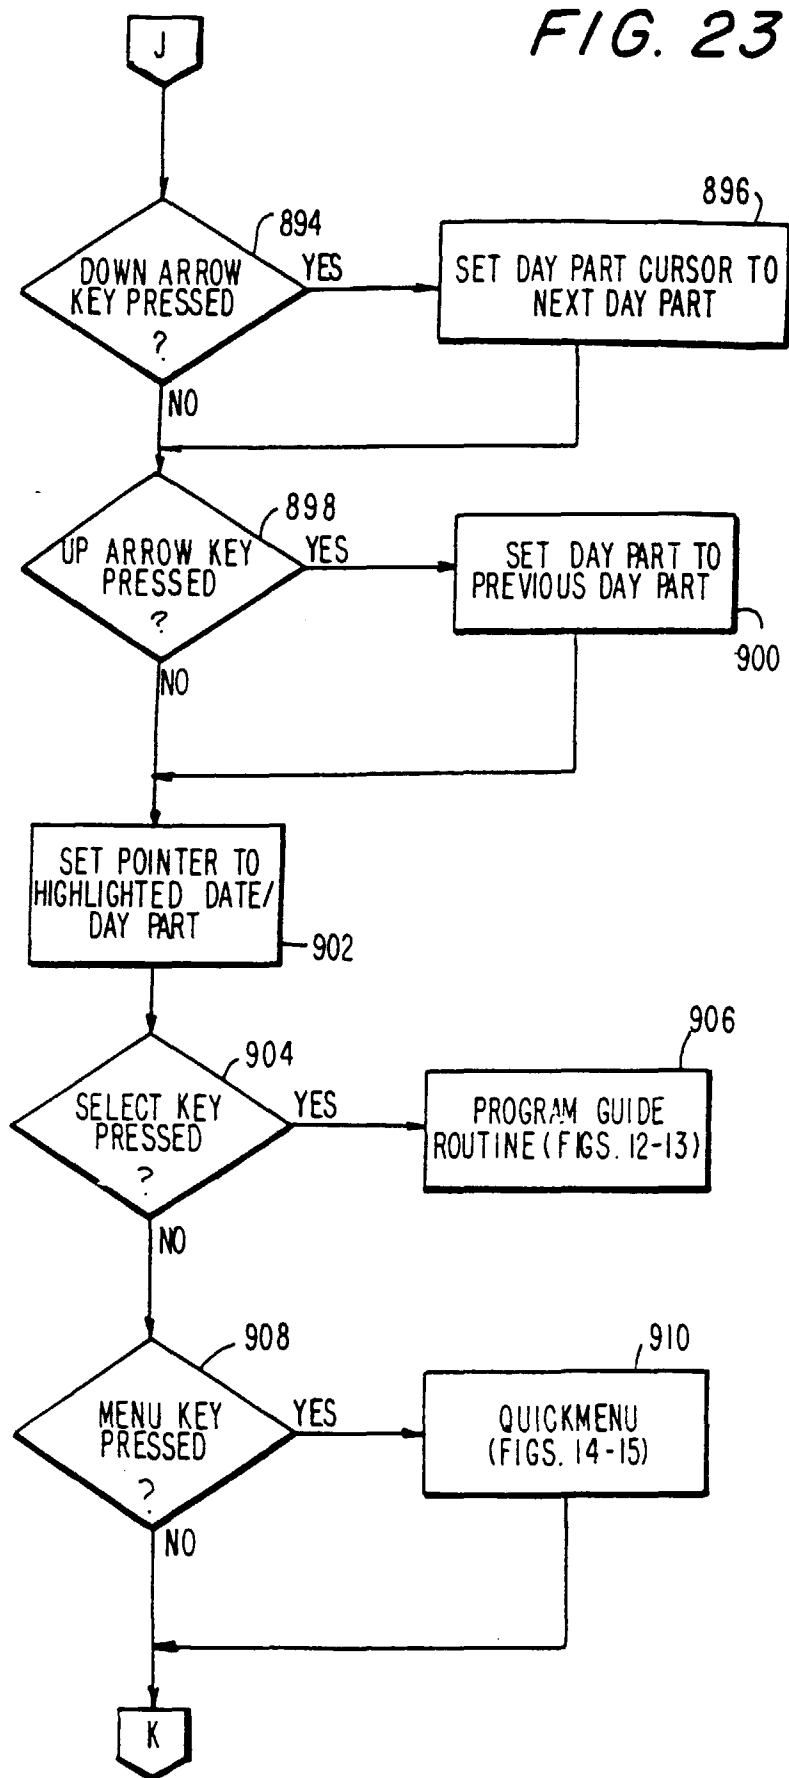 FIG. 23
J
894
DOWN ARROW
KEY PRESSED
?
YES
NO
896
SET DAY PART CURSOR TO
NEXT DAY PART
898
UP ARROW KEY
PRESSED
?
YES
NO
SET DAY PART TO
PREVIOUS DAY PART
900
SET POINTER TO
HIGHLIGHTED DATE/
DAY PART
902
904
SELECT KEY
PRESSED
?
YES
NO
906
PROGRAM GUIDE
ROUTINE (FIGS. 12-13)
908
MENU KEY
PRESSED
?
YES
NO
910
QUICKMENU
(FIGS. 14-15)
K